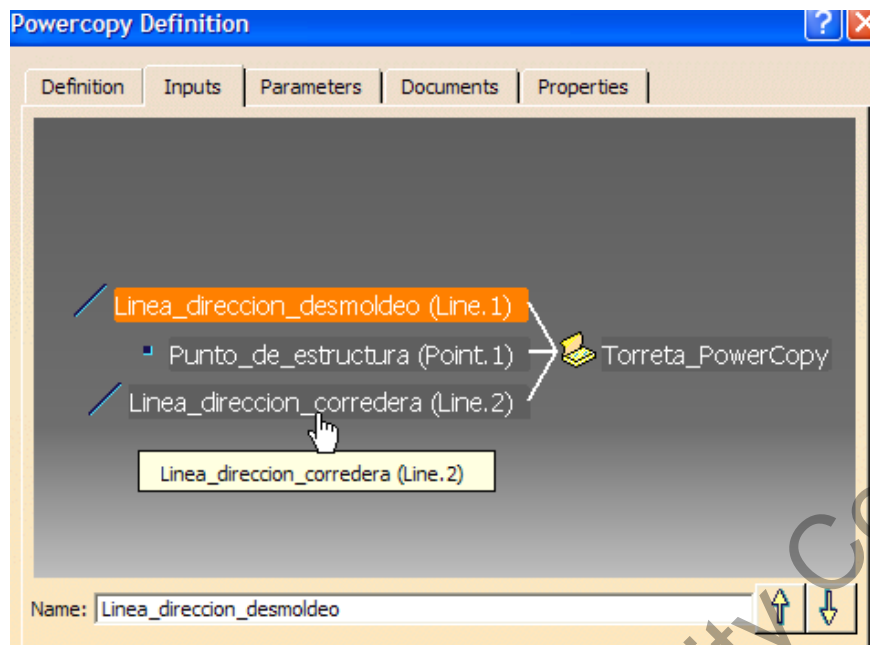 Powercopy Definition
Definition Inputs Parameters Documents Properties
Linea_direccion_desmoldeo (Line.1)
Punto_de_estructura (Point.1) Torreta_PowerCopy
Linea_direccion_corredera (Line.2)
Linea_direccion_corredera (Line.2)
Name: Linea_direccion_desmoldeo